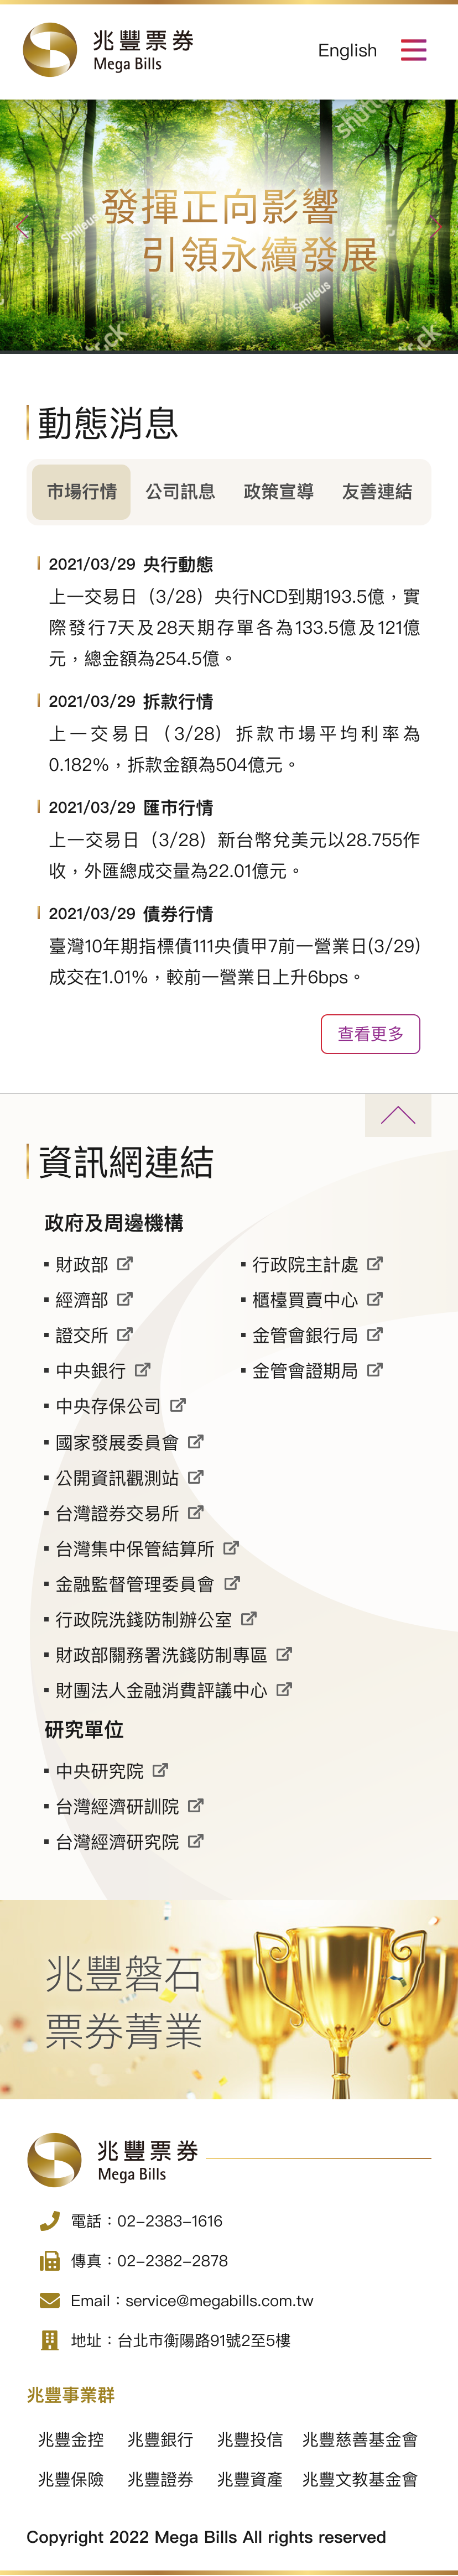 兆豐票券
Mega Bills
English
shutterstock
Smileus
發揮正向影響
引領永續發展
Smileus
動態消息
市場行情 公司訊息 政策宣導 友善連結
2021/03/29 央行動態
上一交易日（3/28）央行NCD到期193.5億，實
際發行7天及28天期存單各為133.5億及121億
元，總金額為254.5億。
2021/03/29 拆款行情
上一交易日（3/28）拆款市場平均利率為
0.182%，拆款金額為504億元。
2021/03/29 匯市行情
上一交易日（3/28）新台幣兌美元以28.755作
收，外匯總成交量為22.01億元。
2021/03/29 債券行情
臺灣10年期指標債111央債甲7前一營業日(3/29)
成交在1.01%，較前一營業日上升6bps。
查看更多
資訊網連結
政府及周邊機構
財政部 行政院主計處
經濟部 櫃檯買賣中心
證交所 金管會銀行局
中央銀行 金管會證期局
中央存保公司
國家發展委員會
公開資訊觀測站
台灣證券交易所
台灣集中保管結算所
金融監督管理委員會
行政院洗錢防制辦公室
財政部關務署洗錢防制專區
財團法人金融消費評議中心
研究單位
中央研究院
台灣經濟研訓院
台灣經濟研究院
兆豐磐石
票券菁業
兆豐票券
Mega Bills
電話：02-2383-1616
傳真：02-2382-2878
Email：service@megabills.com.tw
地址：台北市衡陽路91號2至5樓
兆豐事業群
兆豐金控 兆豐銀行 兆豐投信 兆豐慈善基金會
兆豐保險 兆豐證券 兆豐資產 兆豐文教基金會
Copyright 2022 Mega Bills All rights reserved